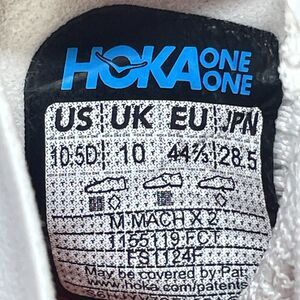 HOKA ONE ONE
US UK EU JPN
10.5D 10 44⅔ 28.5
M MACH X 2
1155119 FCT
FS1124F
May be covered by Pat:
www.hoka.com/patents